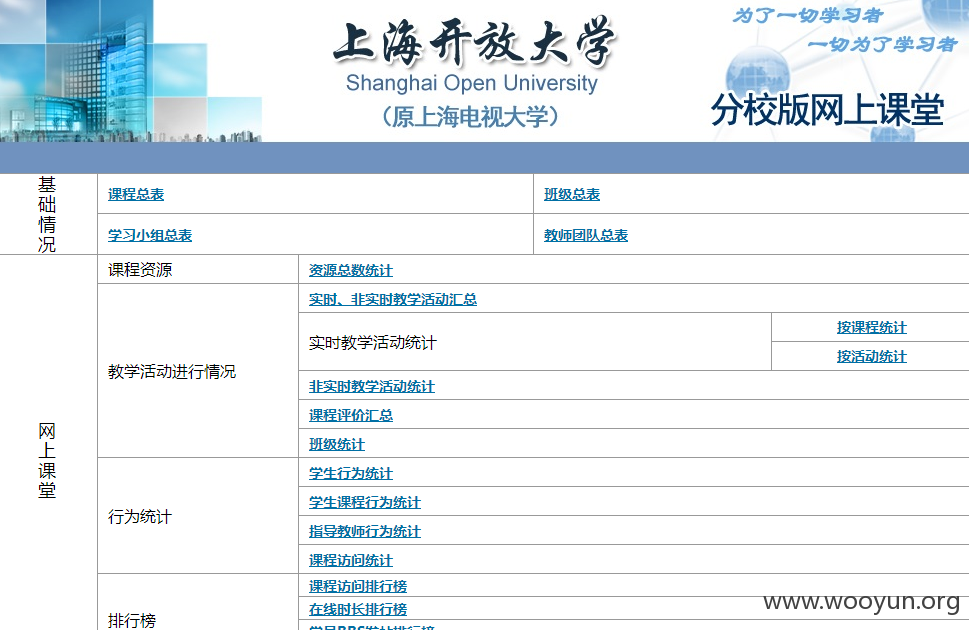 为了一切学习者
一切为了学习者
上海开放大学
Shanghai Open University
（原上海电视大学）
分校版网上课堂
基础情况
课程总表
班级总表
学习小组总表
教师团队总表
网上课堂
课程资源
资源总数统计
教学活动进行情况
实时、非实时教学活动汇总
实时教学活动统计
按课程统计
按活动统计
非实时教学活动统计
课程评价汇总
班级统计
行为统计
学生行为统计
学生课程行为统计
指导教师行为统计
课程访问统计
排行榜
课程访问排行榜
在线时长排行榜
www.wooyun.org